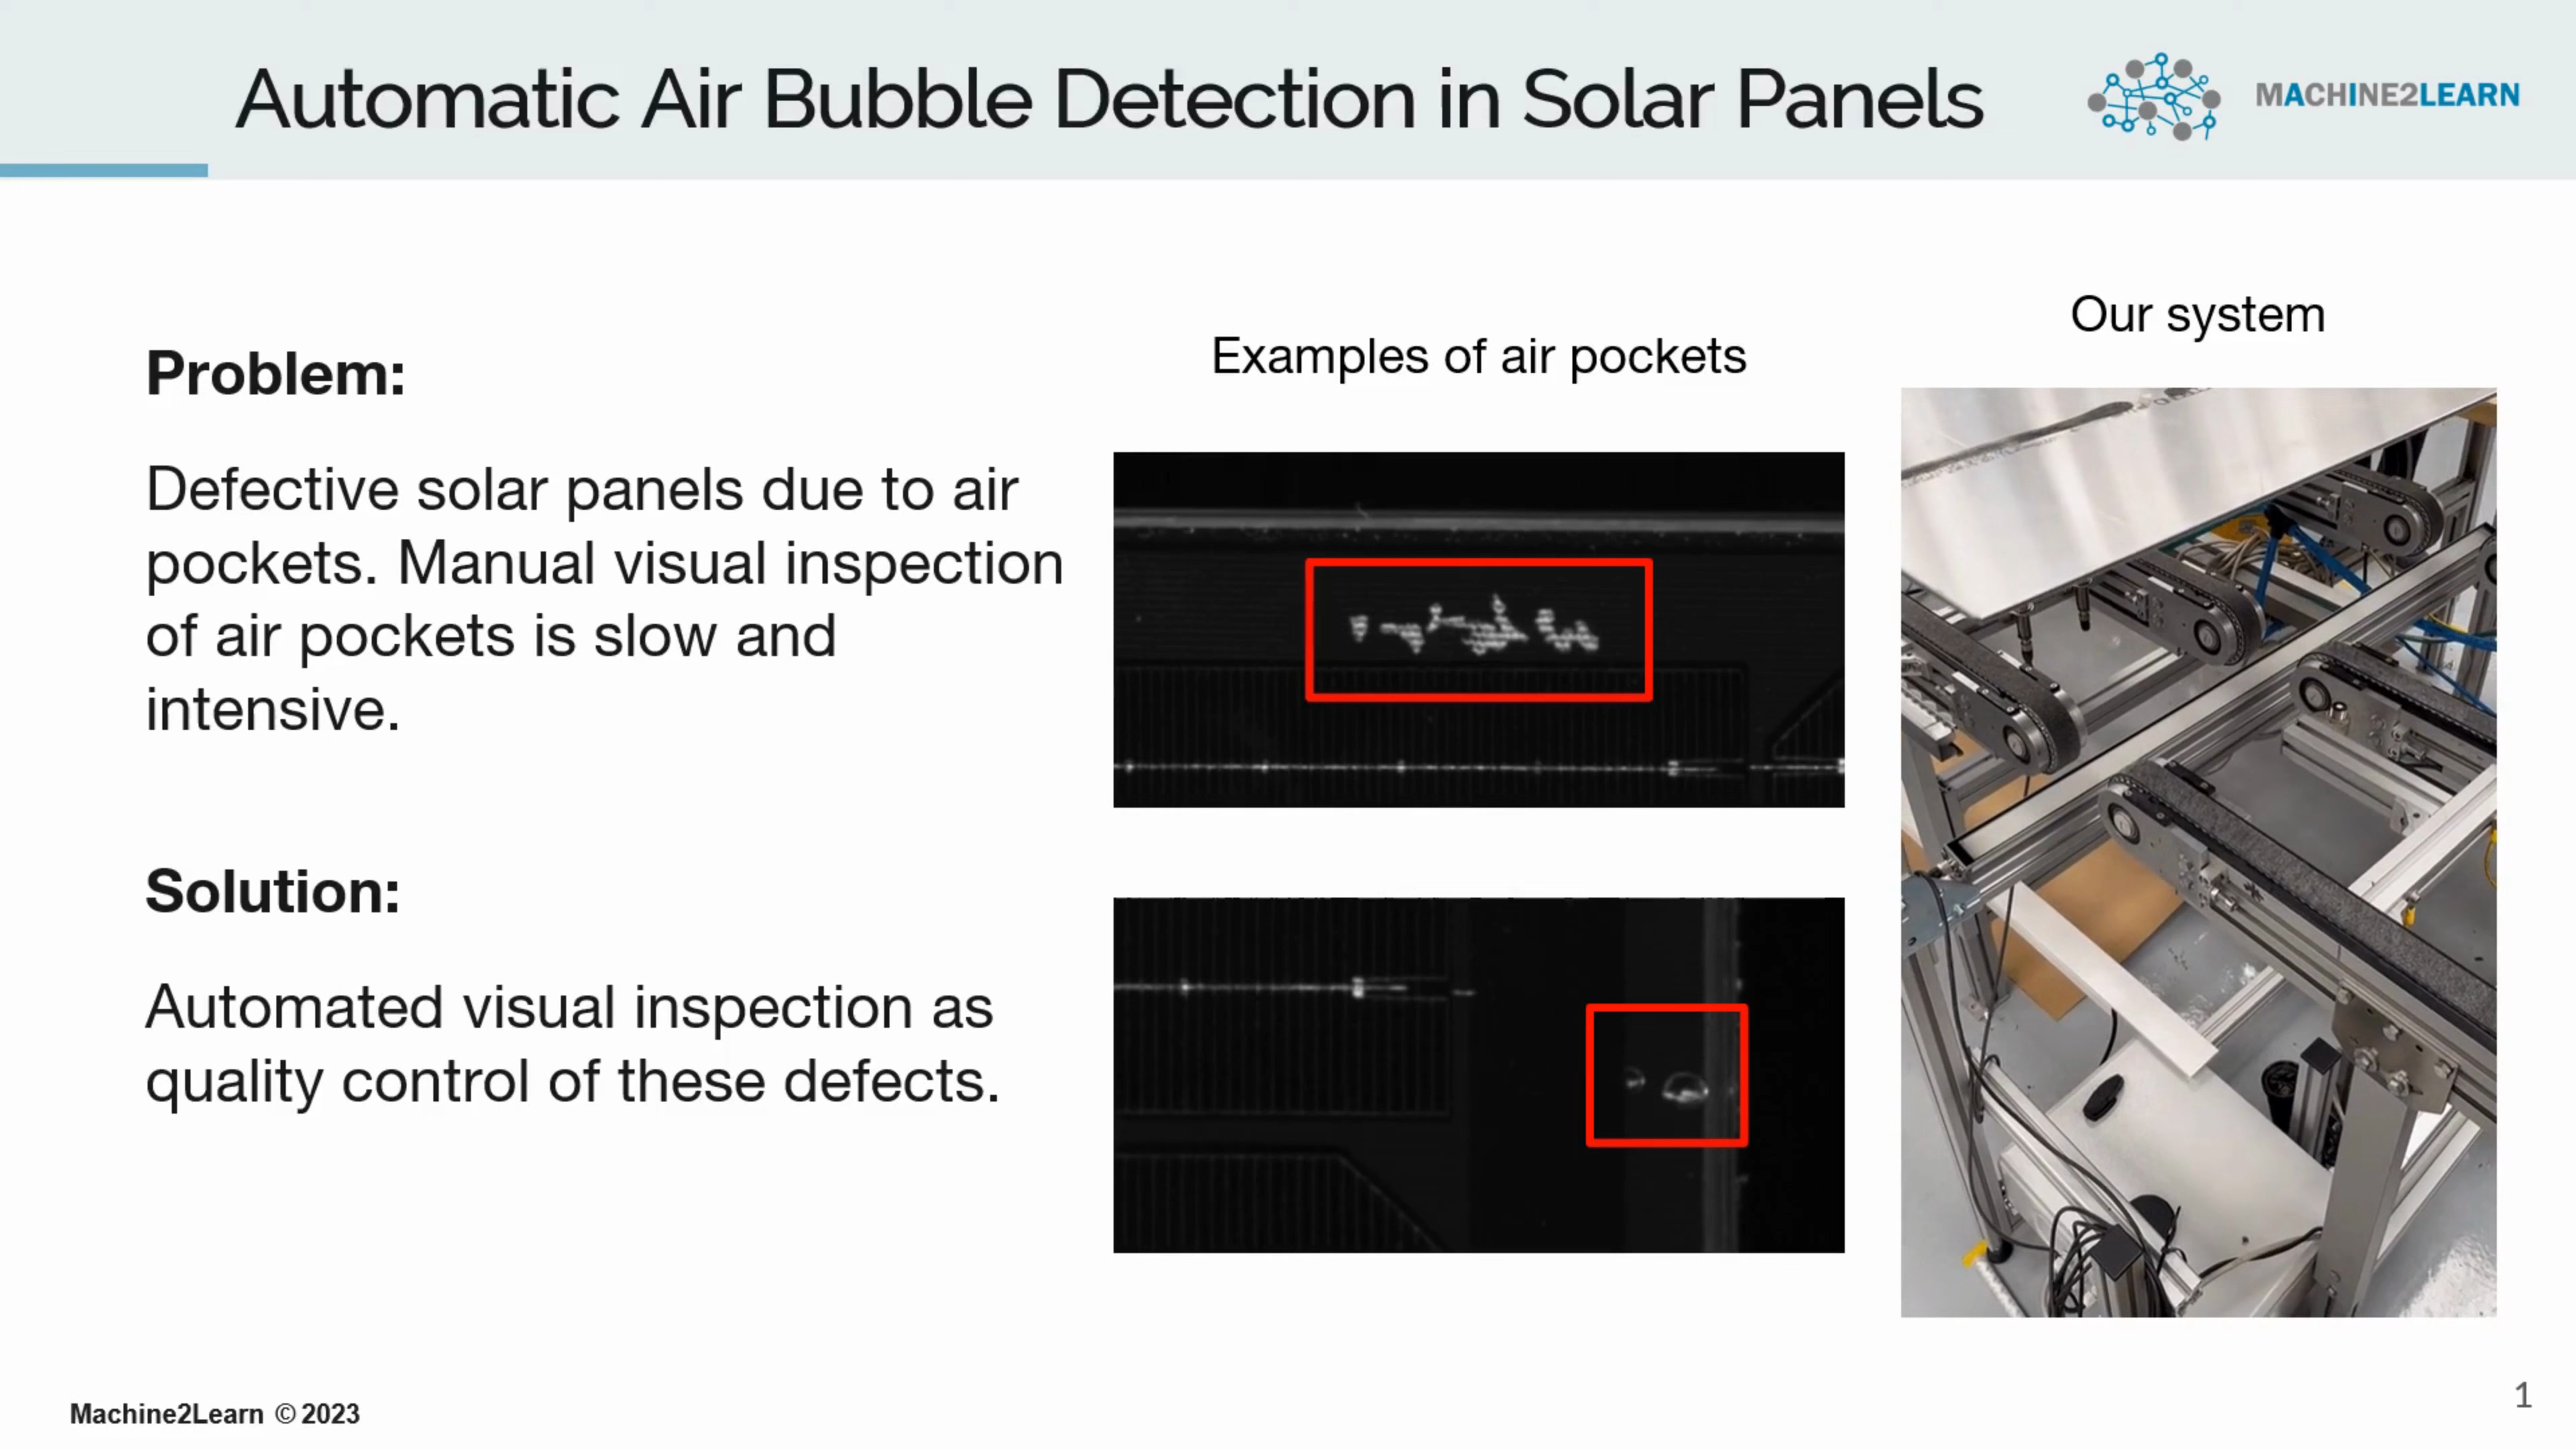 Automatic Air Bubble Detection in Solar Panels
MACHINE2LEARN
Problem:
Defective solar panels due to air
pockets. Manual visual inspection
of air pockets is slow and
intensive.
Solution:
Automated visual inspection as
quality control of these defects.
Examples of air pockets
Our system
Machine2Learn © 2023
1